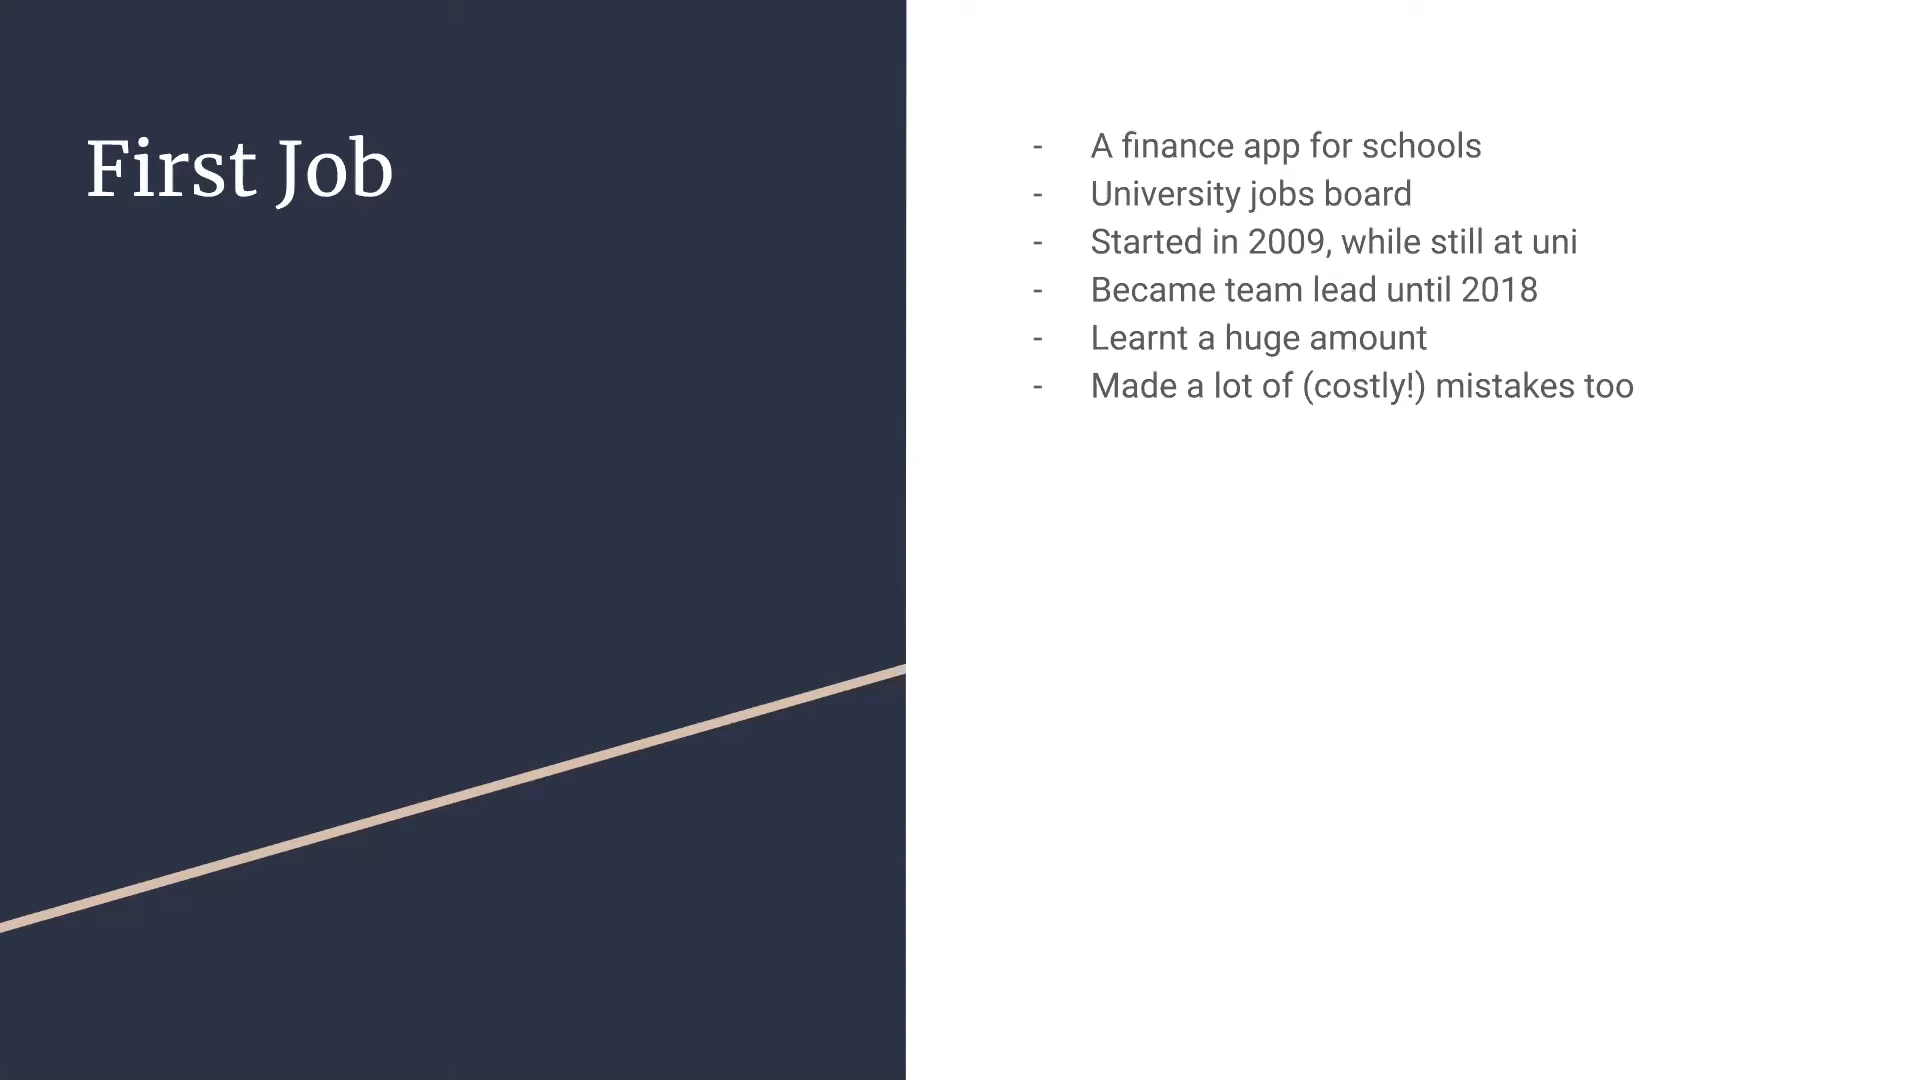 First Job
- A finance app for schools
- University jobs board
- Started in 2009, while still at uni
- Became team lead until 2018
- Learnt a huge amount
- Made a lot of (costly!) mistakes too